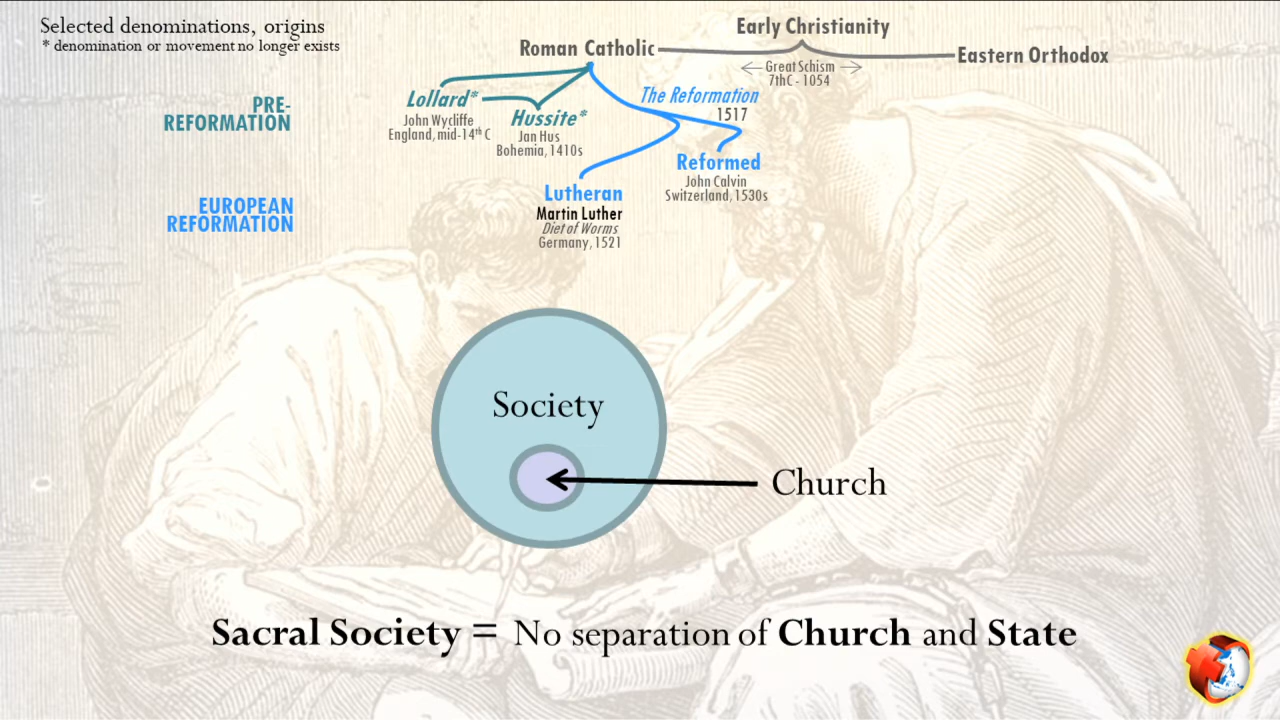 Selected denominations, origins
* denomination or movement no longer exists
Early Christianity
Roman Catholic
Eastern Orthodox
Great Schism
7thC - 1054
PRE-
REFORMATION
Lollard*
John Wycliffe
England, mid-14th C
Hussite*
Jan Hus
Bohemia, 1410s
The Reformation
1517
Reformed
John Calvin
Switzerland, 1530s
EUROPEAN
REFORMATION
Lutheran
Martin Luther
Diet of Worms
Germany, 1521
Society
Church
Sacral Society = No separation of Church and State